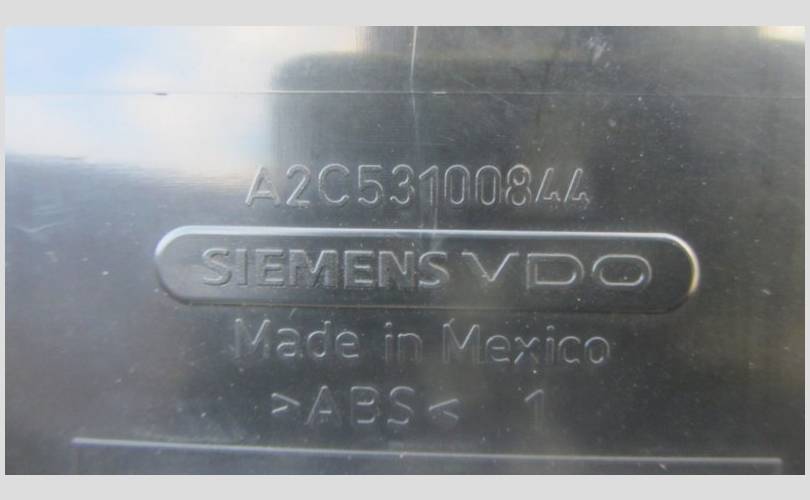 A2C53100844
SIEMENS VDO
Made in Mexico
>ABS< 1